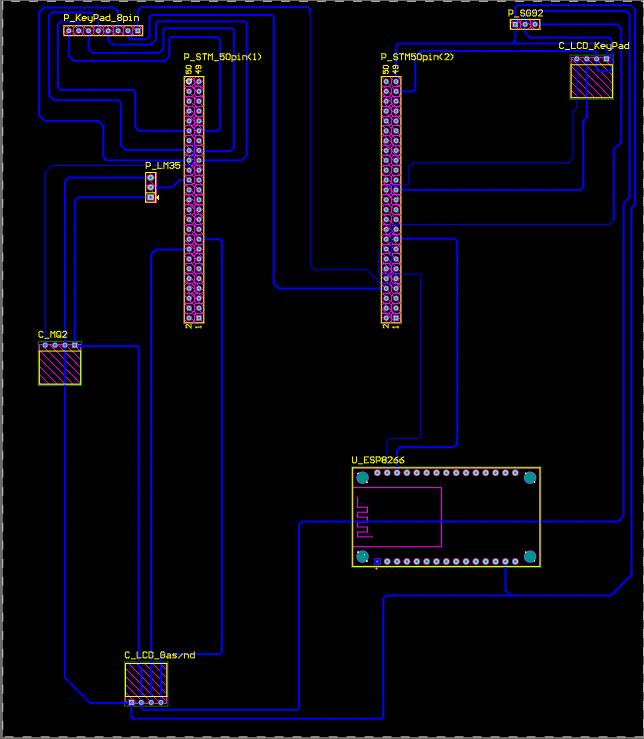 P_SG92
P_KeyPad_8pin
C_LCD_KeyPad
P_STM_50pin(1)
P_STM50pin(2)
50 49
50 49
P_LM35
2 1
2 1
C_MQ2
U_ESP8266
C_LCD_Gas/nd